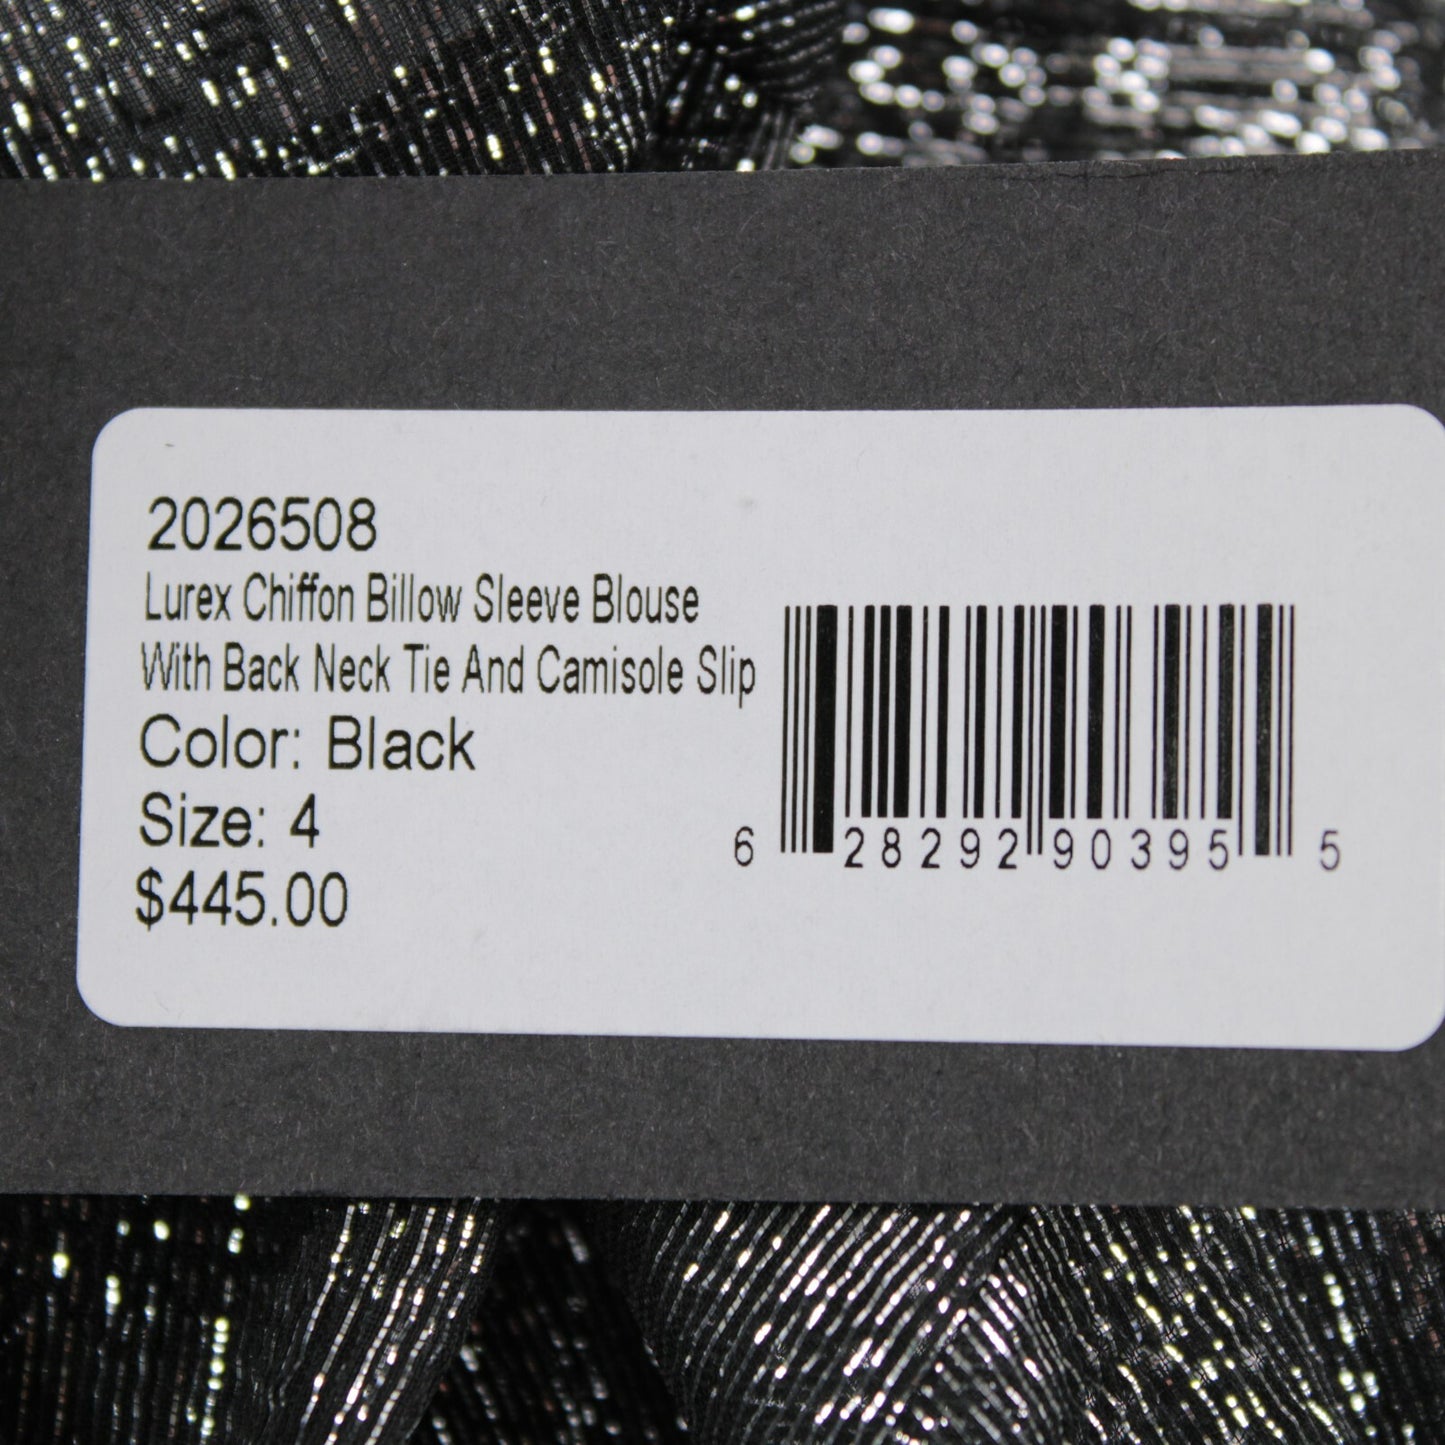 2026508
Lurex Chiffon Billow Sleeve Blouse
With Back Neck Tie And Camisole Slip
Color: Black
Size: 4
$445.00
6 28292 90395 5